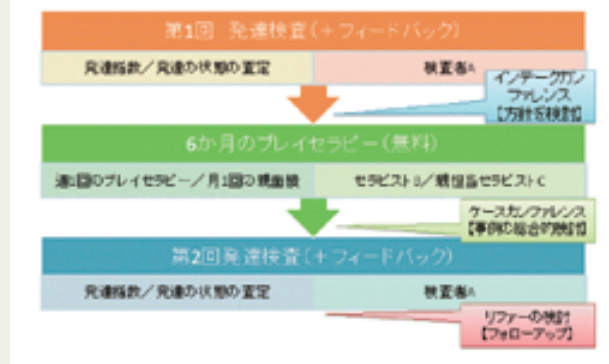 第1回 発達検査(+フィードバック)
発達指数/発達の状態の査定
検査者A
インテークカン
ファレンス
【方針を検討】
6か月のプレイセラピー(無料)
週1回のプレイセラピー/月1回の親面接
セラピストB/親担当セラピストC
ケースカンファレンス
【事例の総合的検討】
第2回発達検査(+フィードバック)
発達指数/発達の状態の査定
検査者A
リファーの検討
【フォローアップ】